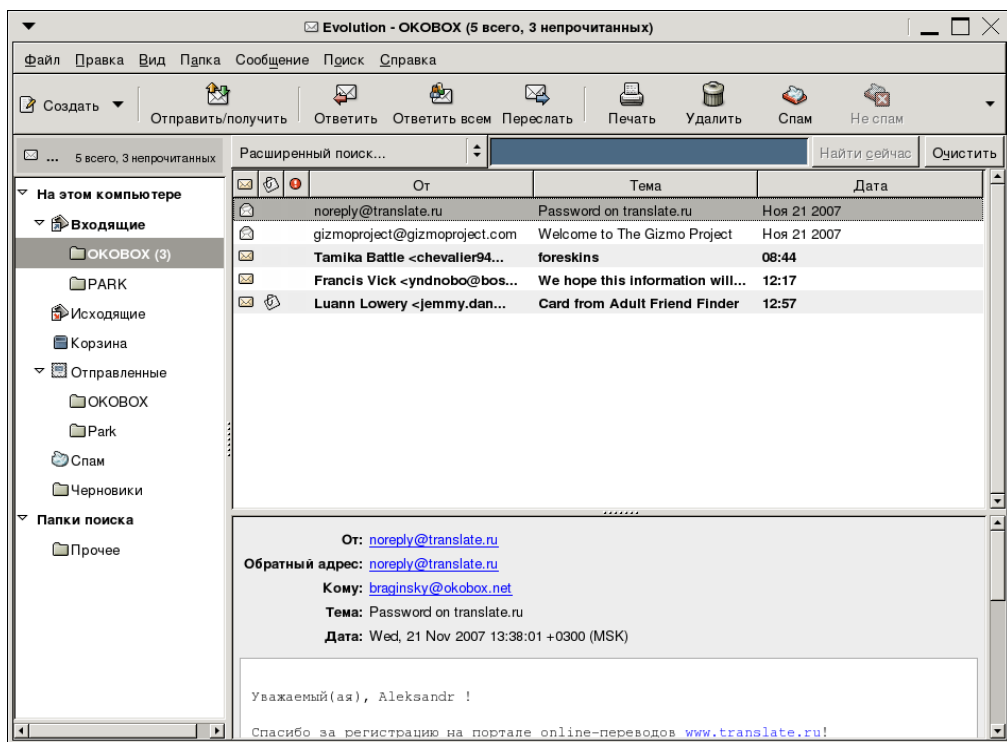 Evolution - OKOBOX (5 всего, 3 непрочитанных)
Файл Правка Вид Папка Сообщение Поиск Справка
Создать Отправить/получить Ответить Ответить всем Переслать Печать Удалить Спам Не спам
... 5 всего, 3 непрочитанных
Расширенный поиск... Найти сейчас Очистить
На этом компьютере
Входящие
OKOBOX (3)
PARK
Исходящие
Корзина
Отправленные
OKOBOX
Park
Спам
Черновики
Папки поиска
Прочее
От Тема Дата
noreply@translate.ru Password on translate.ru Ноя 21 2007
gizmoproject@gizmoproject.com Welcome to The Gizmo Project Ноя 21 2007
Tamika Battle <chevalier94... foreskins 08:44
Francis Vick <yndnobo@bos... We hope this information will... 12:17
Luann Lowery <jemmy.dan... Card from Adult Friend Finder 12:57
От: noreply@translate.ru
Обратный адрес: noreply@translate.ru
Кому: braginsky@okobox.net
Тема: Password on translate.ru
Дата: Wed, 21 Nov 2007 13:38:01 +0300 (MSK)
Уважаемый(ая), Aleksandr !
Спасибо за регистрацию на портале online-переводов www.translate.ru!